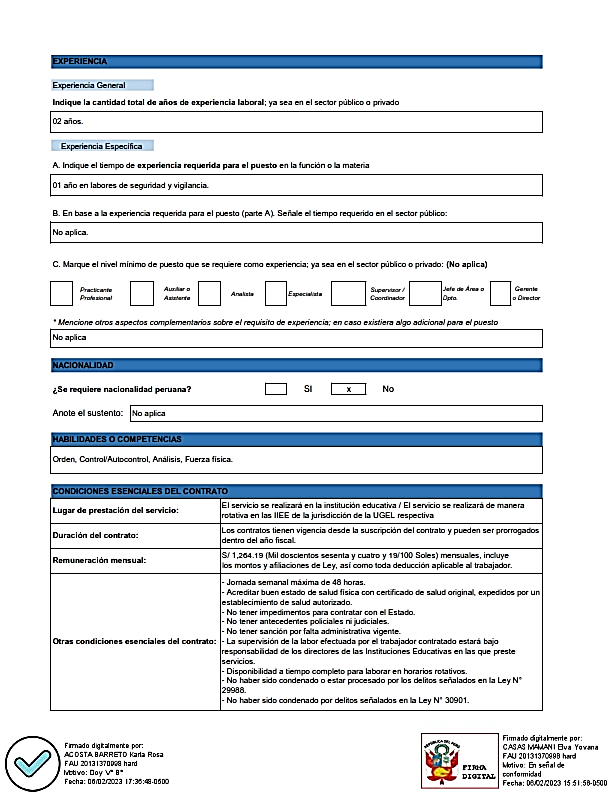 EXPERIENCIA
Experiencia General
Indique la cantidad total de años de experiencia laboral; ya sea en el sector público o privado
02 años.
Experiencia Específica
A. Indique el tiempo de experiencia requerida para el puesto en la función o la materia
01 año en labores de seguridad y vigilancia.
B. En base a la experiencia requerida para el puesto (parte A). Señale el tiempo requerido en el sector público:
No aplica.
C. Marque el nivel mínimo de puesto que se requiere como experiencia; ya sea en el sector público o privado: (No aplica)
Practicante Profesional
Auxiliar o Asistente
Analista
Especialista
Supervisor / Coordinador
Jefe de Área o Dpto.
Gerente o Director
* Mencione otros aspectos complementarios sobre el requisito de experiencia; en caso existiera algo adicional para el puesto
No aplica
NACIONALIDAD
¿Se requiere nacionalidad peruana? SI x No
Anote el sustento: No aplica
HABILIDADES O COMPETENCIAS
Orden, Control/Autocontrol, Análisis, Fuerza física.
CONDICIONES ESENCIALES DEL CONTRATO
Lugar de prestación del servicio:
El servicio se realizará en la institución educativa / El servicio se realizará de manera
rotativa en las IIEE de la jurisdicción de la UGEL respectiva
Duración del contrato:
Los contratos tienen vigencia desde la suscripción del contrato y pueden ser prorrogados
dentro del año fiscal.
Remuneración mensual:
S/ 1,264.19 (Mil doscientos sesenta y cuatro y 19/100 Soles) mensuales, incluye
los montos y afiliaciones de Ley, así como toda deducción aplicable al trabajador.
Otras condiciones esenciales del contrato:
- Jornada semanal máxima de 48 horas.
- Acreditar buen estado de salud física con certificado de salud original, expedidos por un
establecimiento de salud autorizado.
- No tener impedimentos para contratar con el Estado.
- No tener antecedentes policiales ni judiciales.
- No tener sanción por falta administrativa vigente.
- La supervisión de la labor efectuada por el trabajador contratado estará bajo
responsabilidad de los directores de las Instituciones Educativas en las que preste
servicios.
- Disponibilidad a tiempo completo para laborar en horarios rotativos.
- No haber sido condenado o estar procesado por los delitos señalados en la Ley N°
29988.
- No haber sido condenado por delitos señalados en la Ley N° 30901.
Firmado digitalmente por:
ACOSTA BARRETO Karla Rosa
FAU 20131370998 hard
Motivo: Doy V° B°
Fecha: 06/02/2023 17:36:48-0500
REPUBLICA DEL PERU
FIRMA
DIGITAL
Firmado digitalmente por:
CASAS MAMANI Elva Yovana
FAU 20131370998 hard
Motivo: En señal de
conformidad
Fecha: 06/02/2023 15:51:58-0500